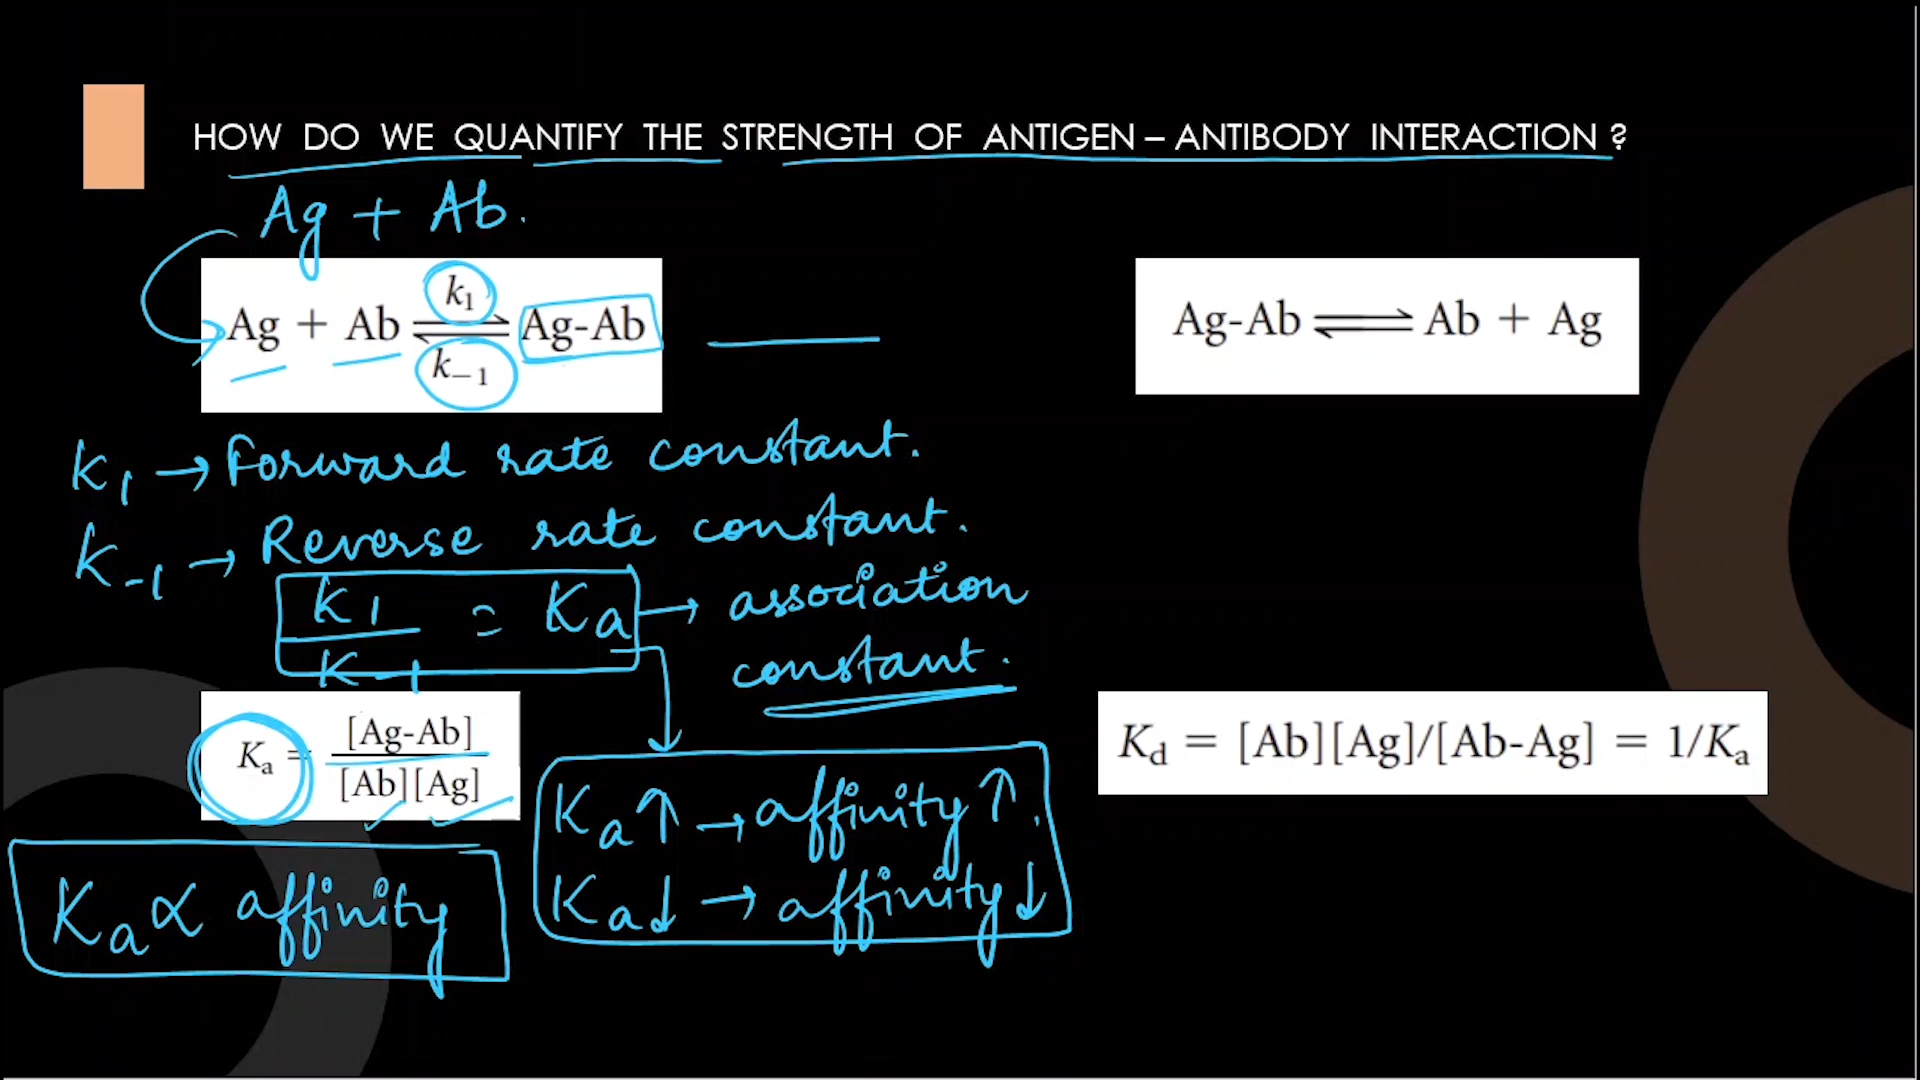 HOW DO WE QUANTIFY THE STRENGTH OF ANTIGEN – ANTIBODY INTERACTION ?
Ag + Ab.
k₁
Ag + Ab ⇌ Ag-Ab
k₋₁
Ag-Ab ⇌ Ab + Ag
K₁ → Forward rate constant.
K₋₁ → Reverse rate constant.
K₁/K₋₁ = Kₐ → association
constant.
Kₐ = [Ag-Ab]/[Ab][Ag]
K_d = [Ab][Ag]/[Ab-Ag] = 1/Kₐ
Kₐ↑ → affinity↑.
Kₐ↓ → affinity↓
Kₐ ∝ affinity